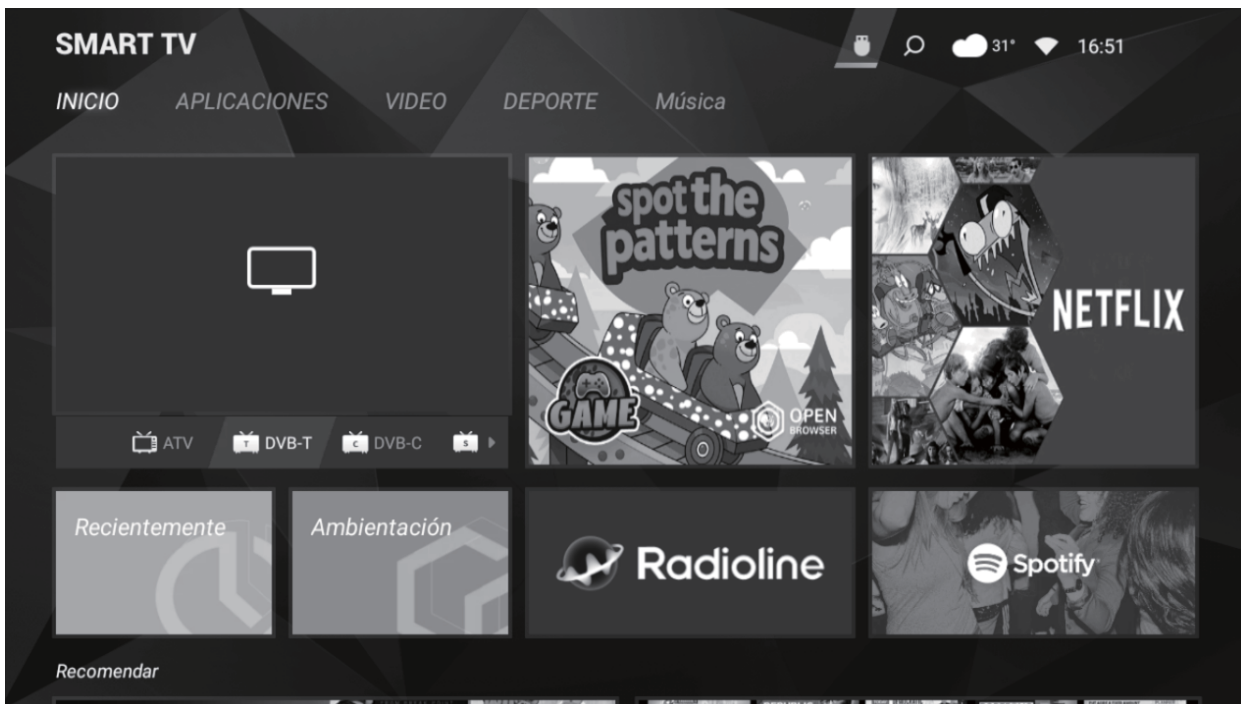 SMART TV
31° 16:51
INICIO APLICACIONES VIDEO DEPORTE Música
spot the
patterns
GAME
OPEN
BROWSER
NETFLIX
ATV T DVB-T C DVB-C S
Recientemente
Ambientación
Radioline
Spotify
Recomendar